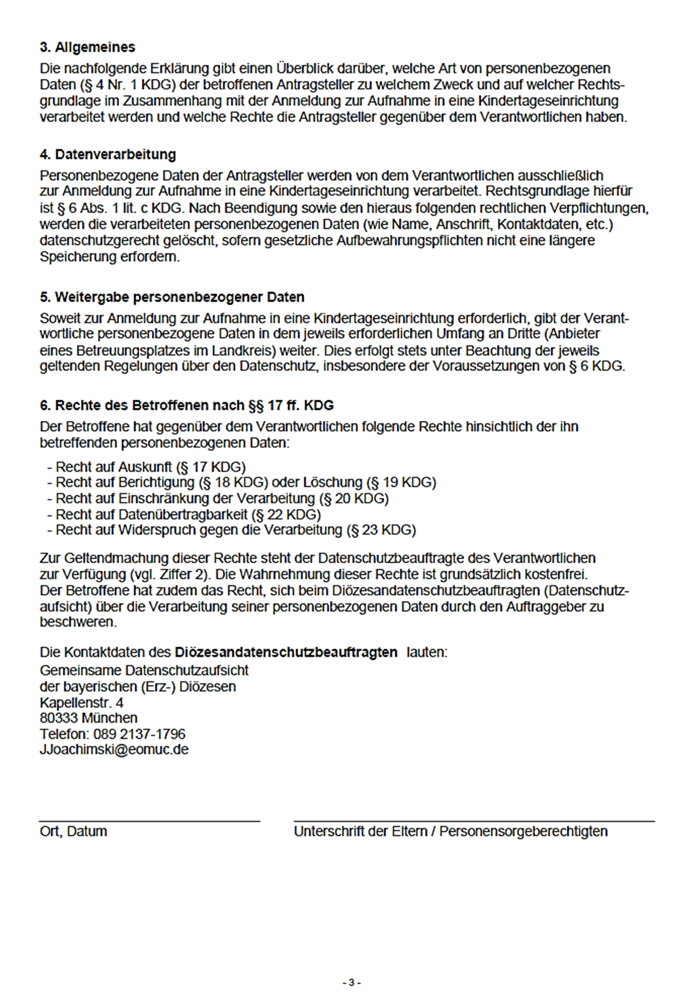 3. Allgemeines
Die nachfolgende Erklärung gibt einen Überblick darüber, welche Art von personenbezogenen
Daten (§ 4 Nr. 1 KDG) der betroffenen Antragsteller zu welchem Zweck und auf welcher Rechts-
grundlage im Zusammenhang mit der Anmeldung zur Aufnahme in eine Kindertageseinrichtung
verarbeitet werden und welche Rechte die Antragsteller gegenüber dem Verantwortlichen haben.
4. Datenverarbeitung
Personenbezogene Daten der Antragsteller werden von dem Verantwortlichen ausschließlich
zur Anmeldung zur Aufnahme in eine Kindertageseinrichtung verarbeitet. Rechtsgrundlage hierfür
ist § 6 Abs. 1 lit. c KDG. Nach Beendigung sowie den hieraus folgenden rechtlichen Verpflichtungen,
werden die verarbeiteten personenbezogenen Daten (wie Name, Anschrift, Kontaktdaten, etc.)
datenschutzgerecht gelöscht, sofern gesetzliche Aufbewahrungspflichten nicht eine längere
Speicherung erfordern.
5. Weitergabe personenbezogener Daten
Soweit zur Anmeldung zur Aufnahme in eine Kindertageseinrichtung erforderlich, gibt der Verant-
wortliche personenbezogene Daten in dem jeweils erforderlichen Umfang an Dritte (Anbieter
eines Betreuungsplatzes im Landkreis) weiter. Dies erfolgt stets unter Beachtung der jeweils
geltenden Regelungen über den Datenschutz, insbesondere der Voraussetzungen von § 6 KDG.
6. Rechte des Betroffenen nach §§ 17 ff. KDG
Der Betroffene hat gegenüber dem Verantwortlichen folgende Rechte hinsichtlich der ihn
betreffenden personenbezogenen Daten:
- Recht auf Auskunft (§ 17 KDG)
- Recht auf Berichtigung (§ 18 KDG) oder Löschung (§ 19 KDG)
- Recht auf Einschränkung der Verarbeitung (§ 20 KDG)
- Recht auf Datenübertragbarkeit (§ 22 KDG)
- Recht auf Widerspruch gegen die Verarbeitung (§ 23 KDG)
Zur Geltendmachung dieser Rechte steht der Datenschutzbeauftragte des Verantwortlichen
zur Verfügung (vgl. Ziffer 2). Die Wahrnehmung dieser Rechte ist grundsätzlich kostenfrei.
Der Betroffene hat zudem das Recht, sich beim Diözesandatenschutzbeauftragten (Datenschutz-
aufsicht) über die Verarbeitung seiner personenbezogenen Daten durch den Auftraggeber zu
beschweren.
Die Kontaktdaten des Diözesandatenschutzbeauftragten lauten:
Gemeinsame Datenschutzaufsicht
der bayerischen (Erz-) Diözesen
Kapellenstr. 4
80333 München
Telefon: 089 2137-1796
JJoachimski@eomuc.de
Ort, Datum
Unterschrift der Eltern / Personensorgeberechtigten
- 3 -